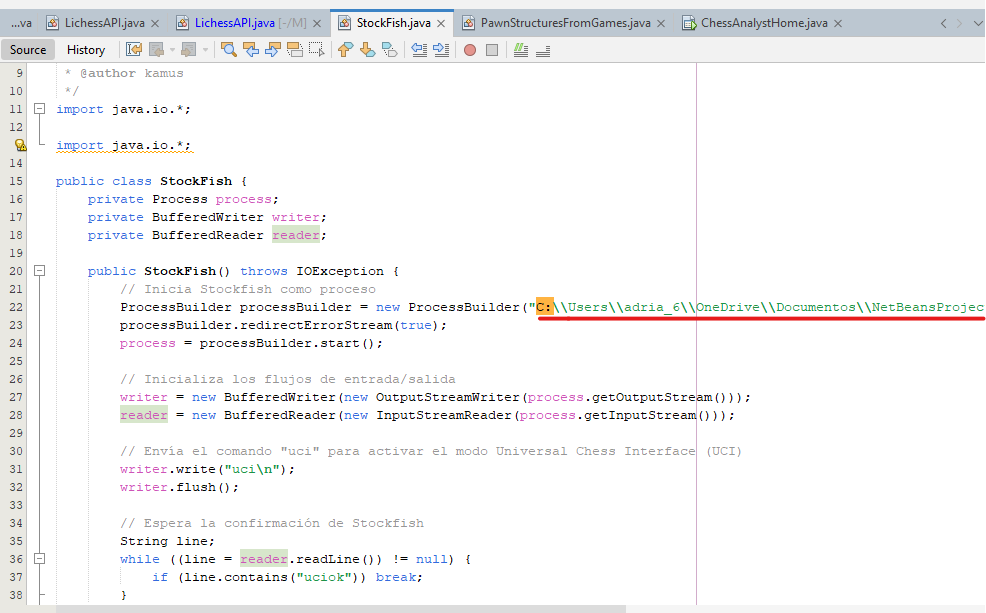 ...va LichessAPI.java LichessAPI.java [-/M] StockFish.java PawnStructuresFromGames.java ChessAnalystHome.java
Source History
9 * @author kamus
10 */
11 import java.io.*;
12
import java.io.*;
14
15 public class StockFish {
16 private Process process;
17 private BufferedWriter writer;
18 private BufferedReader reader;
19
20 public StockFish() throws IOException {
21 // Inicia Stockfish como proceso
22 ProcessBuilder processBuilder = new ProcessBuilder("C:\\Users\\adria_6\\OneDrive\\Documentos\\NetBeansProjec
23 processBuilder.redirectErrorStream(true);
24 process = processBuilder.start();
25
26 // Inicializa los flujos de entrada/salida
27 writer = new BufferedWriter(new OutputStreamWriter(process.getOutputStream()));
28 reader = new BufferedReader(new InputStreamReader(process.getInputStream()));
29
30 // Envía el comando "uci" para activar el modo Universal Chess Interface (UCI)
31 writer.write("uci\n");
32 writer.flush();
33
34 // Espera la confirmación de Stockfish
35 String line;
36 while ((line = reader.readLine()) != null) {
37 if (line.contains("uciok")) break;
38 }